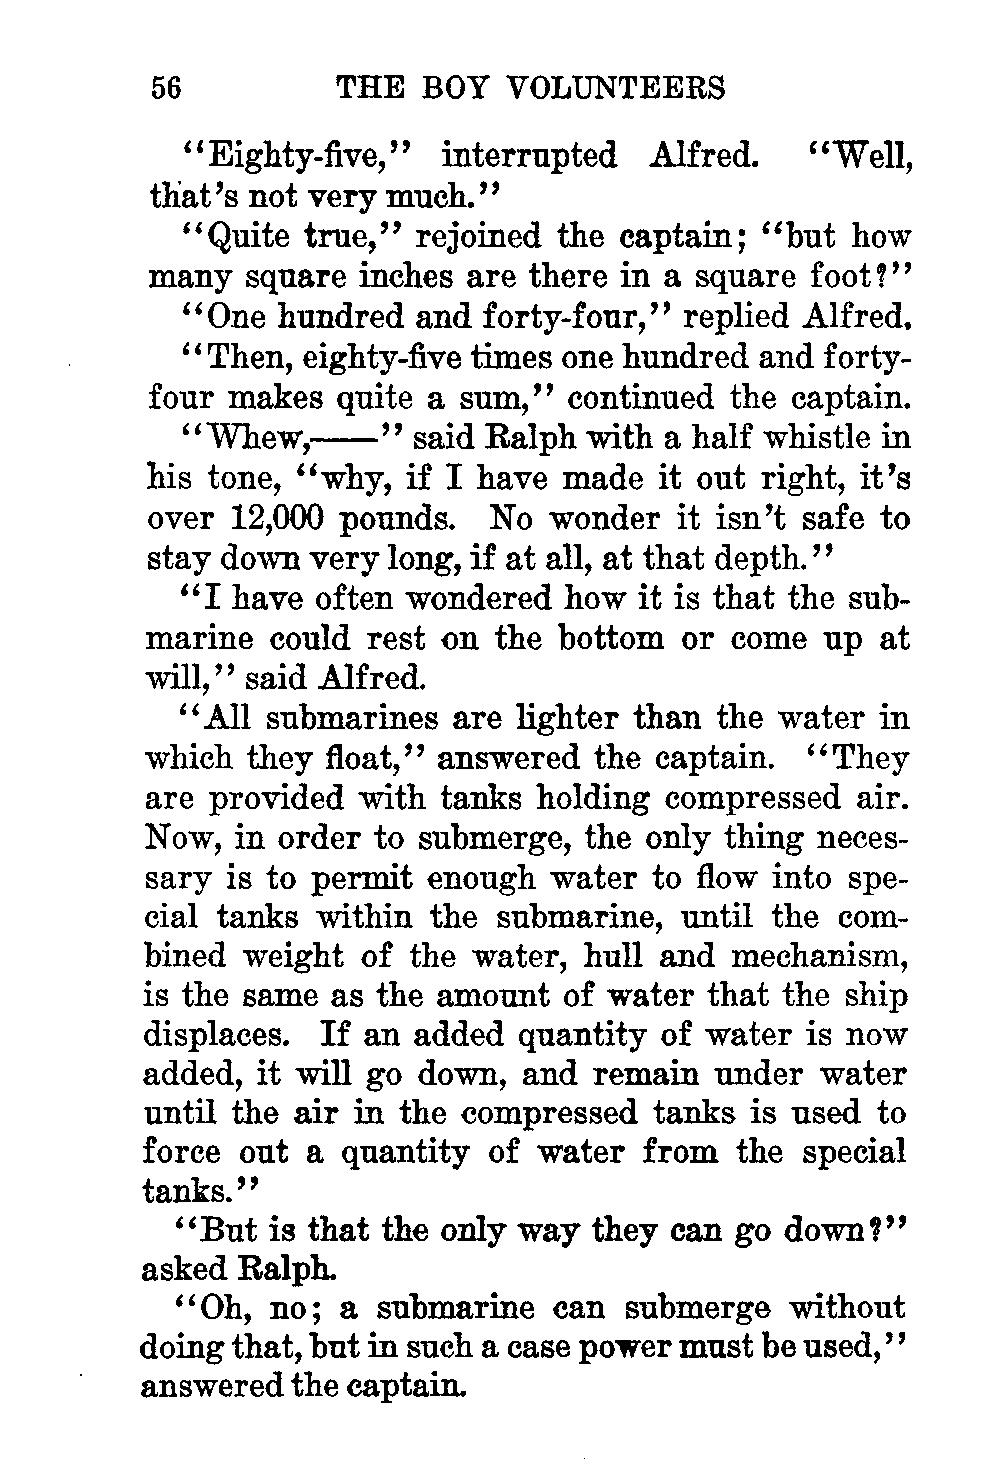 56 THE BOY VOLUNTEERS
“Eighty-five,” interrupted Alfred. “Well,
that’s not very much.”
“Quite true,” rejoined the captain; “but how
many square inches are there in a square foot?”
“One hundred and forty-four,” replied Alfred.
“Then, eighty-five times one hundred and forty-
four makes quite a sum,” continued the captain.
“Whew,——” said Ralph with a half whistle in
his tone, “why, if I have made it out right, it’s
over 12,000 pounds. No wonder it isn’t safe to
stay down very long, if at all, at that depth.”
“I have often wondered how it is that the sub-
marine could rest on the bottom or come up at
will,” said Alfred.
“All submarines are lighter than the water in
which they float,” answered the captain. “They
are provided with tanks holding compressed air.
Now, in order to submerge, the only thing neces-
sary is to permit enough water to flow into spe-
cial tanks within the submarine, until the com-
bined weight of the water, hull and mechanism,
is the same as the amount of water that the ship
displaces. If an added quantity of water is now
added, it will go down, and remain under water
until the air in the compressed tanks is used to
force out a quantity of water from the special
tanks.”
“But is that the only way they can go down?”
asked Ralph.
“Oh, no; a submarine can submerge without
doing that, but in such a case power must be used,”
answered the captain.